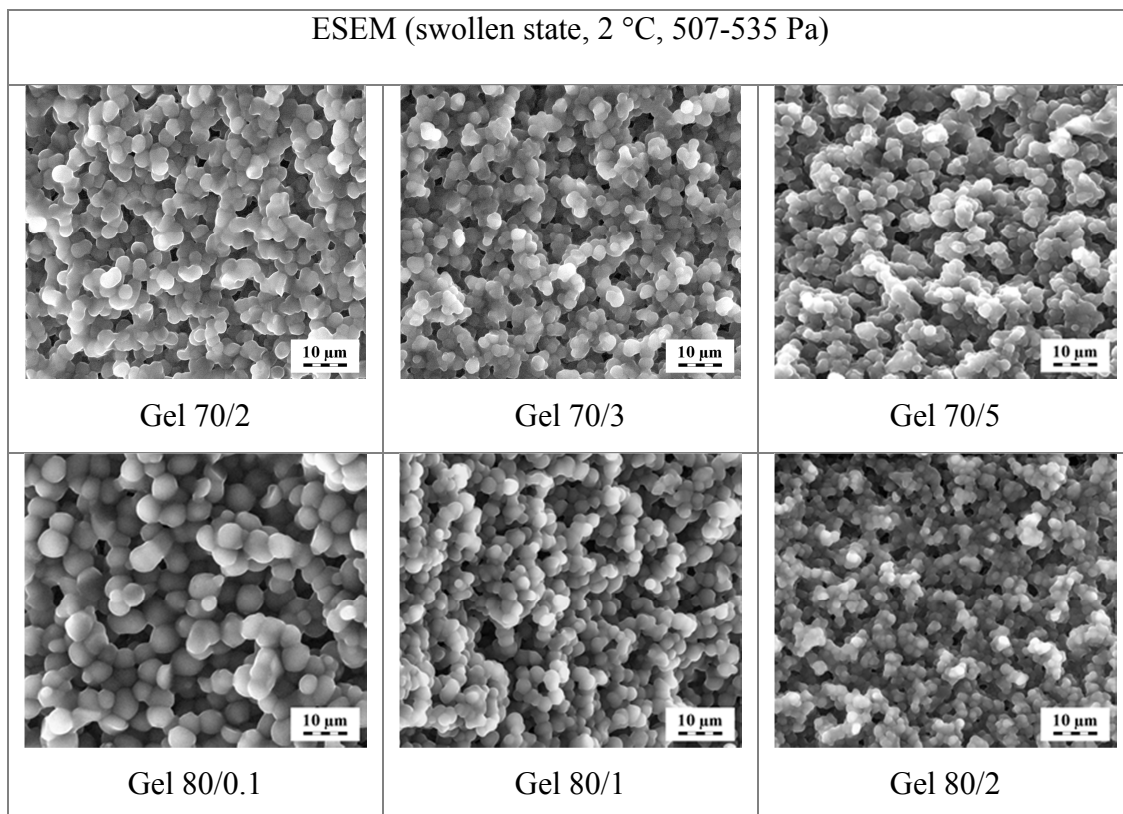 ESEM (swollen state, 2 °C, 507-535 Pa)
10 µm
10 µm
10 µm
Gel 70/2
Gel 70/3
Gel 70/5
10 µm
10 µm
10 µm
Gel 80/0.1
Gel 80/1
Gel 80/2